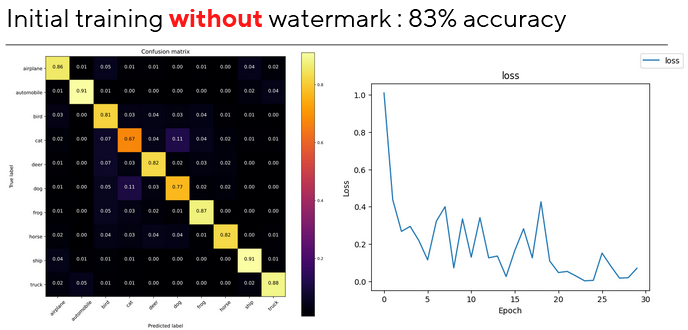 Initial training without watermark : 83% accuracy
Confusion matrix
airplane 0.86 0.01 0.05 0.01 0.01 0.00 0.01 0.00 0.04 0.02
automobile 0.01 0.91 0.01 0.00 0.00 0.00 0.01 0.00 0.02 0.04
bird 0.03 0.00 0.81 0.03 0.04 0.03 0.04 0.01 0.00 0.00
cat 0.02 0.00 0.07 0.67 0.04 0.11 0.04 0.01 0.01 0.01
deer 0.01 0.00 0.07 0.03 0.82 0.02 0.03 0.02 0.00 0.00
dog 0.01 0.00 0.05 0.11 0.03 0.77 0.02 0.02 0.00 0.00
frog 0.01 0.00 0.05 0.03 0.02 0.01 0.87 0.00 0.00 0.00
horse 0.02 0.00 0.04 0.03 0.04 0.04 0.01 0.82 0.00 0.01
ship 0.04 0.01 0.01 0.01 0.00 0.00 0.00 0.00 0.91 0.01
truck 0.02 0.05 0.01 0.01 0.00 0.00 0.01 0.00 0.02 0.88
airplane automobile bird cat deer dog frog horse ship truck
True label
Predicted label
0.8
0.6
0.4
0.2
loss
loss
1.0
0.8
0.6
0.4
0.2
0.0
Loss
0 5 10 15 20 25 30
Epoch